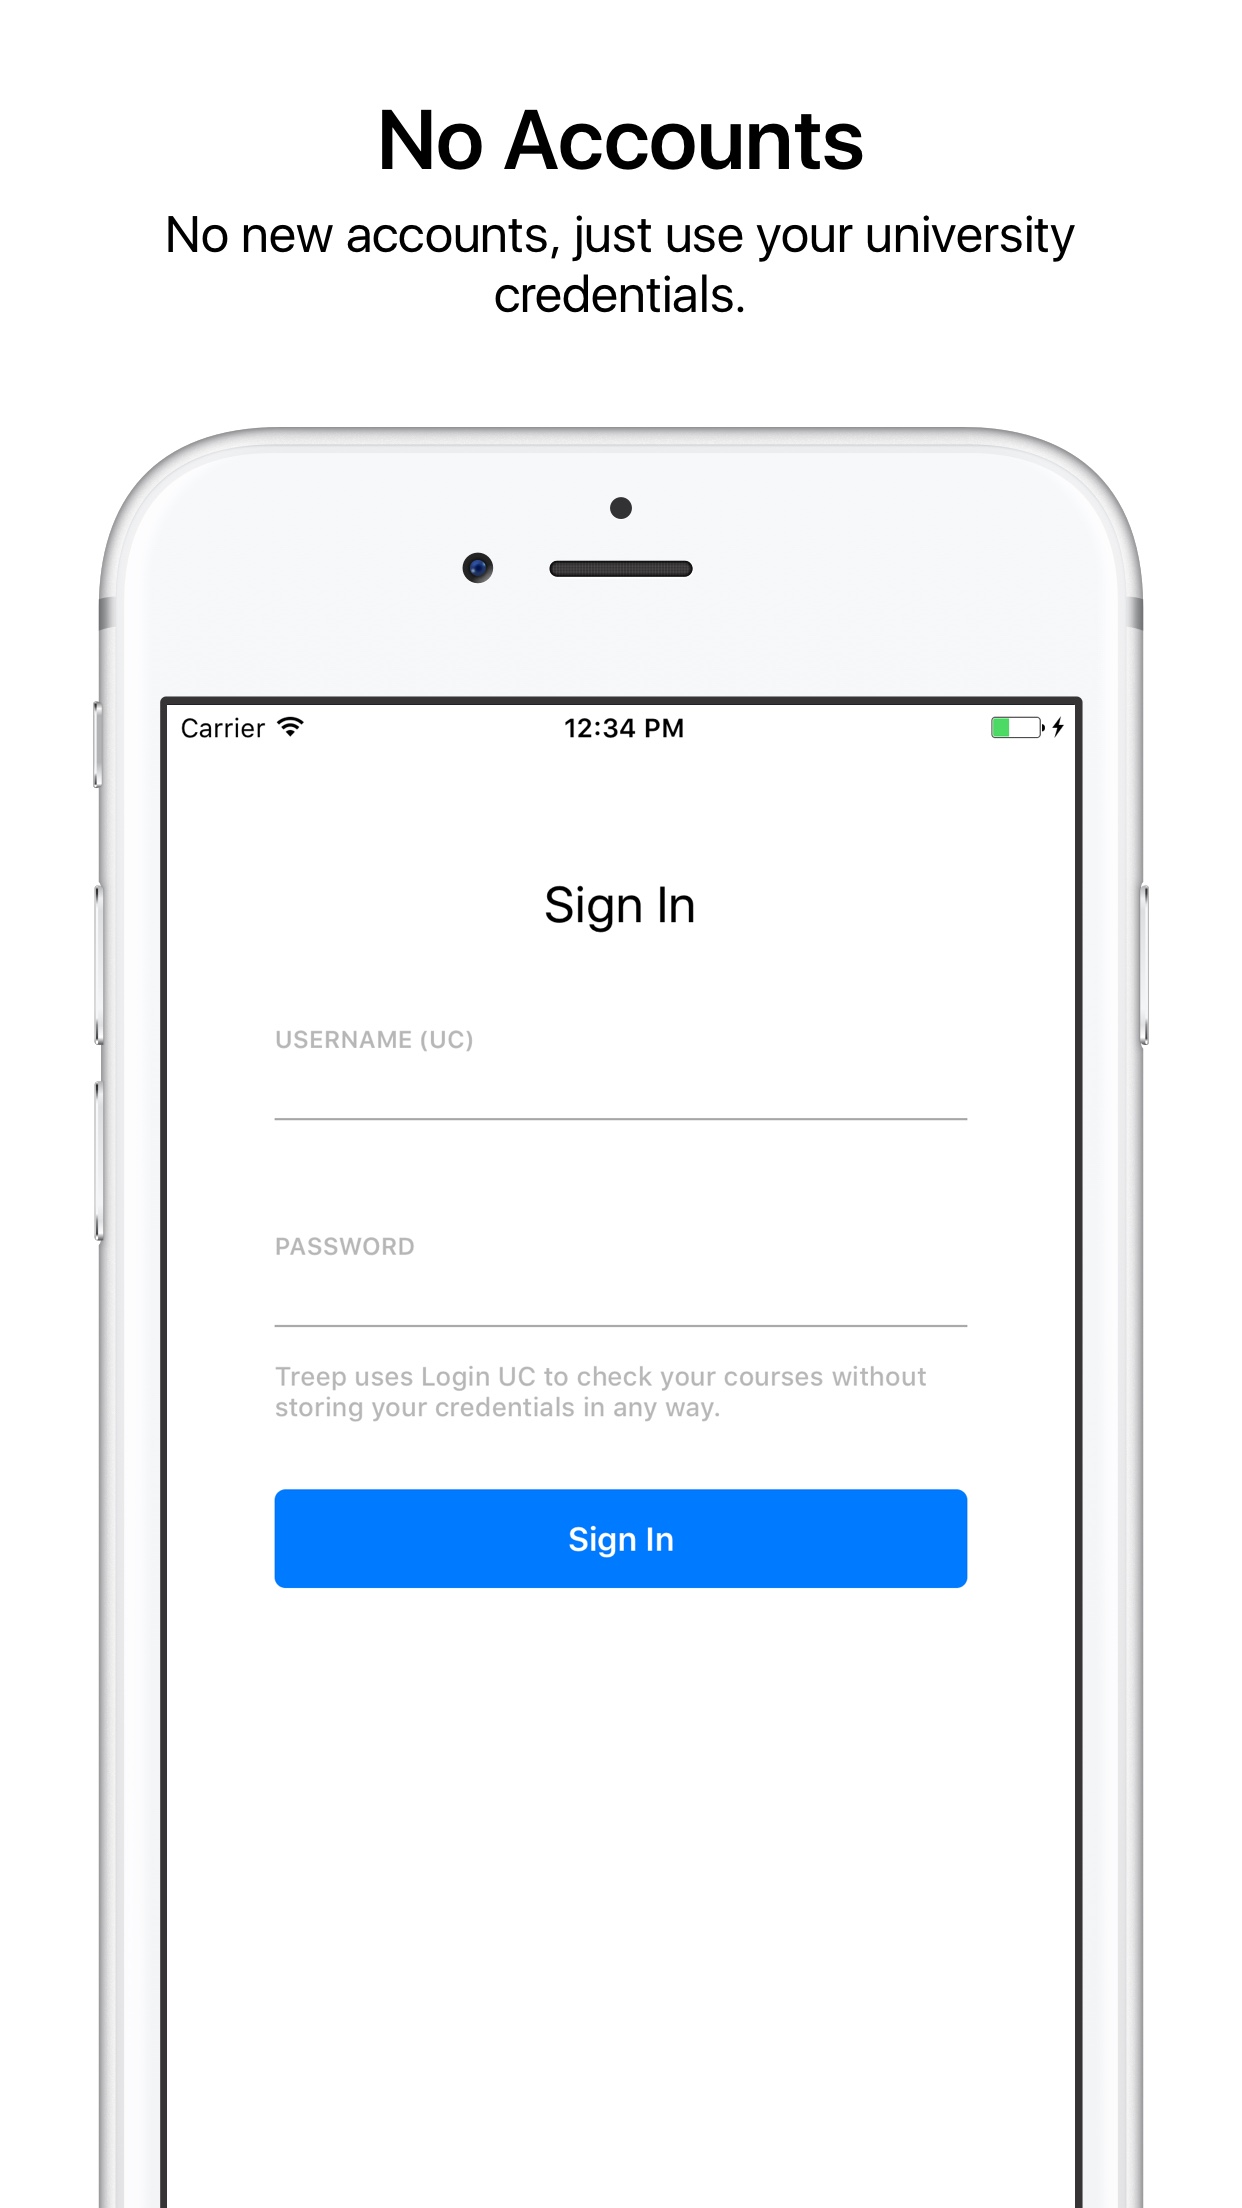 No Accounts
No new accounts, just use your university
credentials.
Carrier 12:34 PM
Sign In
USERNAME (UC)
PASSWORD
Treep uses Login UC to check your courses without
storing your credentials in any way.
Sign In